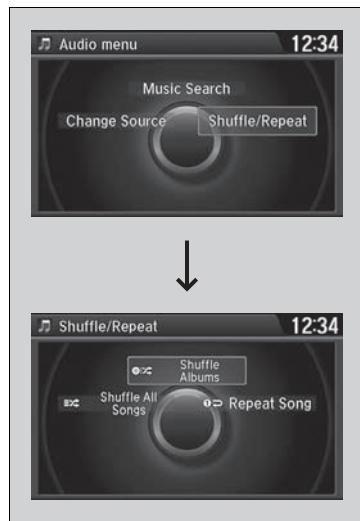 Audio menu 12:34
Music Search
Change Source Shuffle/Repeat
Shuffle/Repeat 12:34
Shuffle
Albums
Shuffle All
Songs
Repeat Song